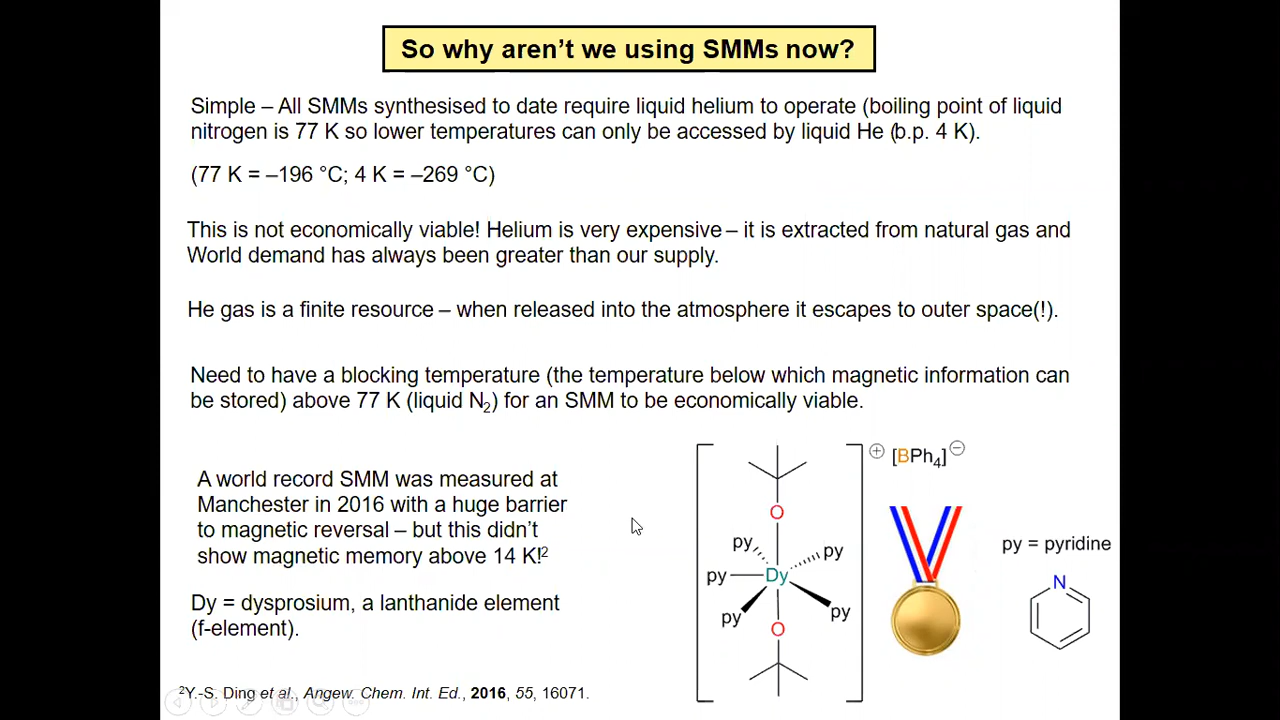 So why aren't we using SMMs now?
Simple – All SMMs synthesised to date require liquid helium to operate (boiling point of liquid
nitrogen is 77 K so lower temperatures can only be accessed by liquid He (b.p. 4 K).
(77 K = –196 °C; 4 K = –269 °C)
This is not economically viable! Helium is very expensive – it is extracted from natural gas and
World demand has always been greater than our supply.
He gas is a finite resource – when released into the atmosphere it escapes to outer space(!).
Need to have a blocking temperature (the temperature below which magnetic information can
be stored) above 77 K (liquid N₂) for an SMM to be economically viable.
A world record SMM was measured at
Manchester in 2016 with a huge barrier
to magnetic reversal – but this didn't
show magnetic memory above 14 K!²
Dy = dysprosium, a lanthanide element
(f-element).
⊕ [BPh₄]⊖
O
py py
py Dy
py py
O
py = pyridine
N
²Y.-S. Ding et al., Angew. Chem. Int. Ed., 2016, 55, 16071.